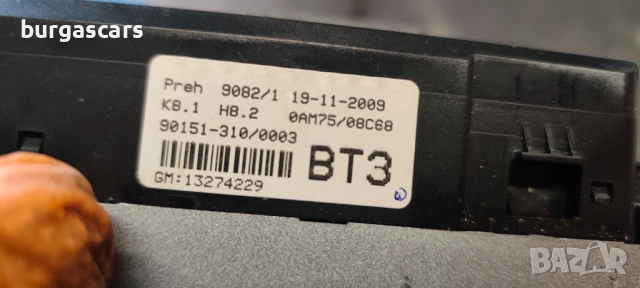 burgascars
Preh 9082/1 19-11-2009
K8.1 H8.2 0AM75/08C68
90151-310/0003
BT3
GM:13274229
BAZAR